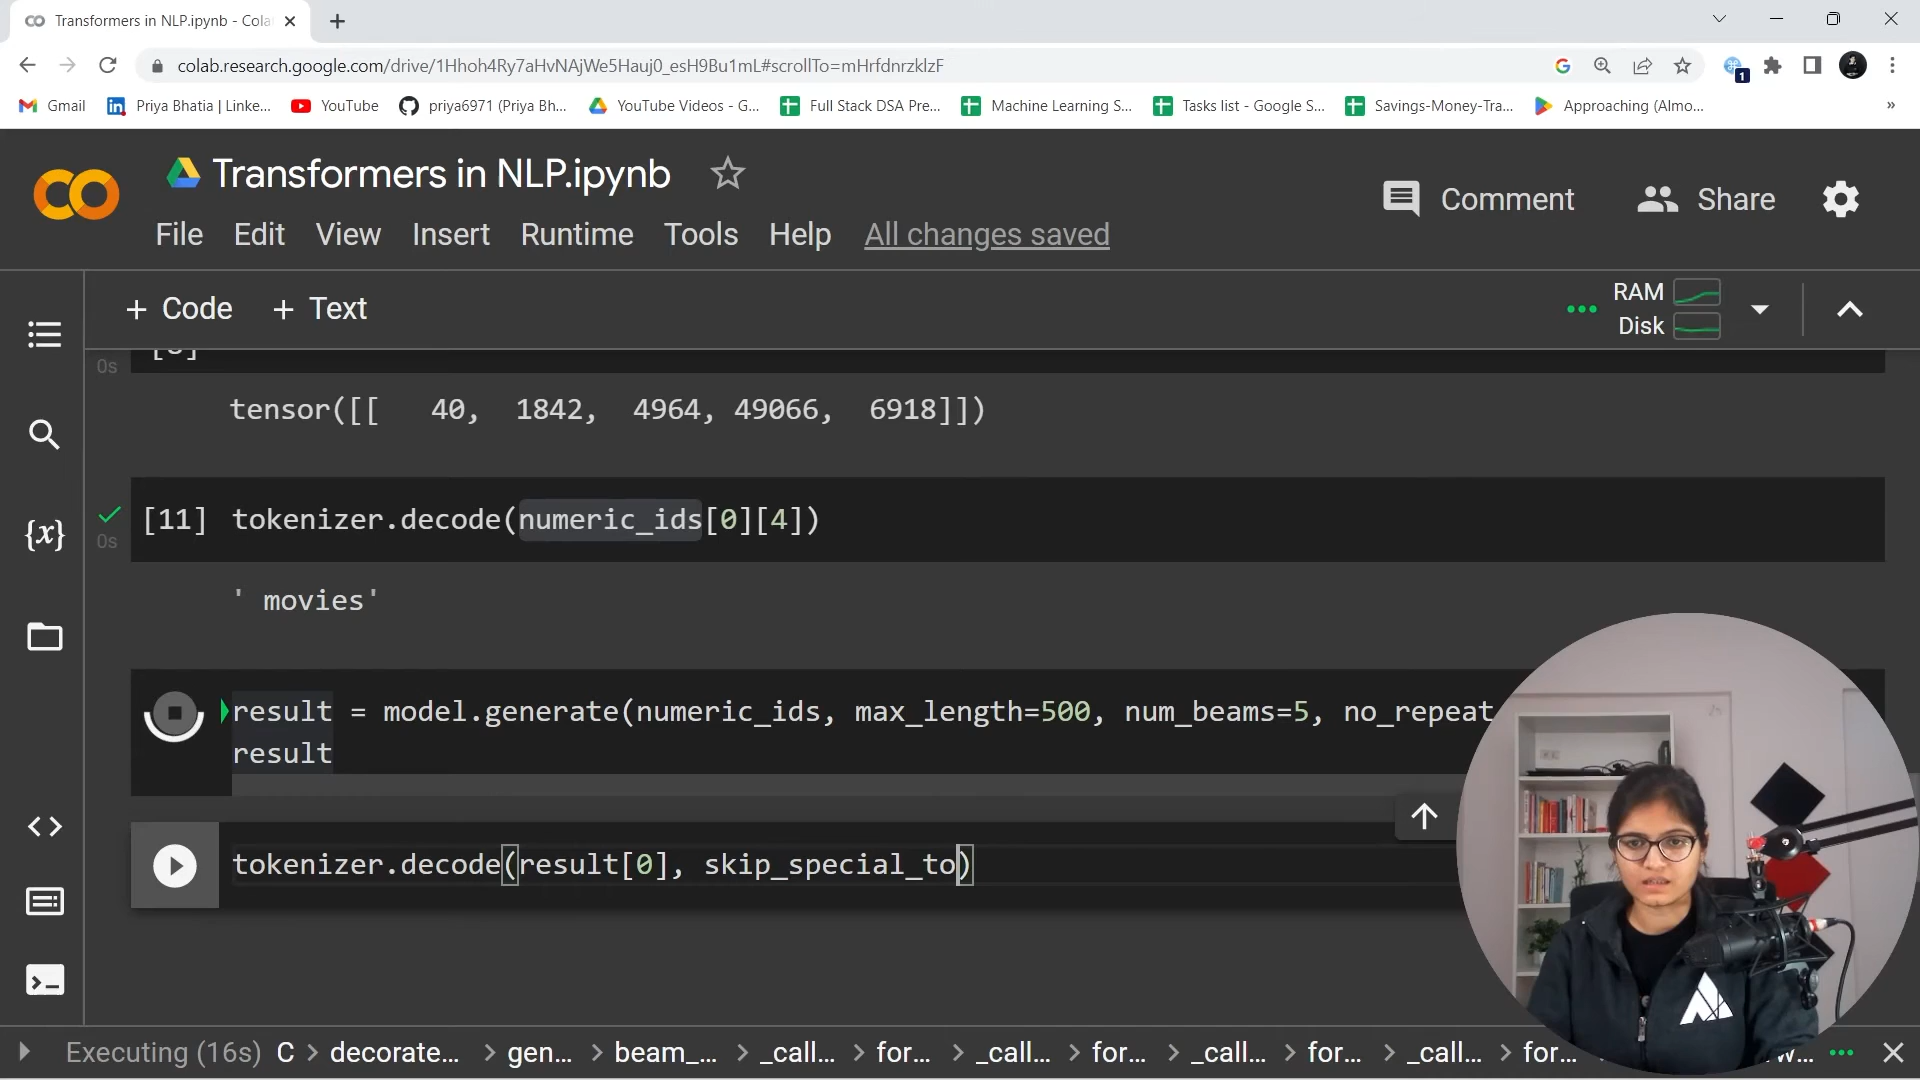 Transformers in NLP.ipynb - Cola
colab.research.google.com/drive/1Hhoh4Ry7aHvNAjWe5Hauj0_esH9Bu1mL#scrollTo=mHrfdnrzklzF
1
Gmail Priya Bhatia | Linke... YouTube priya6971 (Priya Bh... YouTube Videos - G... Full Stack DSA Pre... Machine Learning S... Tasks list - Google S... Savings-Money-Tra... Approaching (Almo... »
Transformers in NLP.ipynb
Comment Share
File Edit View Insert Runtime Tools Help All changes saved
+ Code + Text
RAM
Disk
0s
tensor([[ 40, 1842, 4964, 49066, 6918]])
[11] tokenizer.decode(numeric_ids[0][4])
0s
' movies'
result = model.generate(numeric_ids, max_length=500, num_beams=5, no_repeat
result
tokenizer.decode(result[0], skip_special_to)
Executing (16s) C > decorate... > gen... > beam_... > _call... > for... > _call... > for... > _call... > for... > _call... > for...